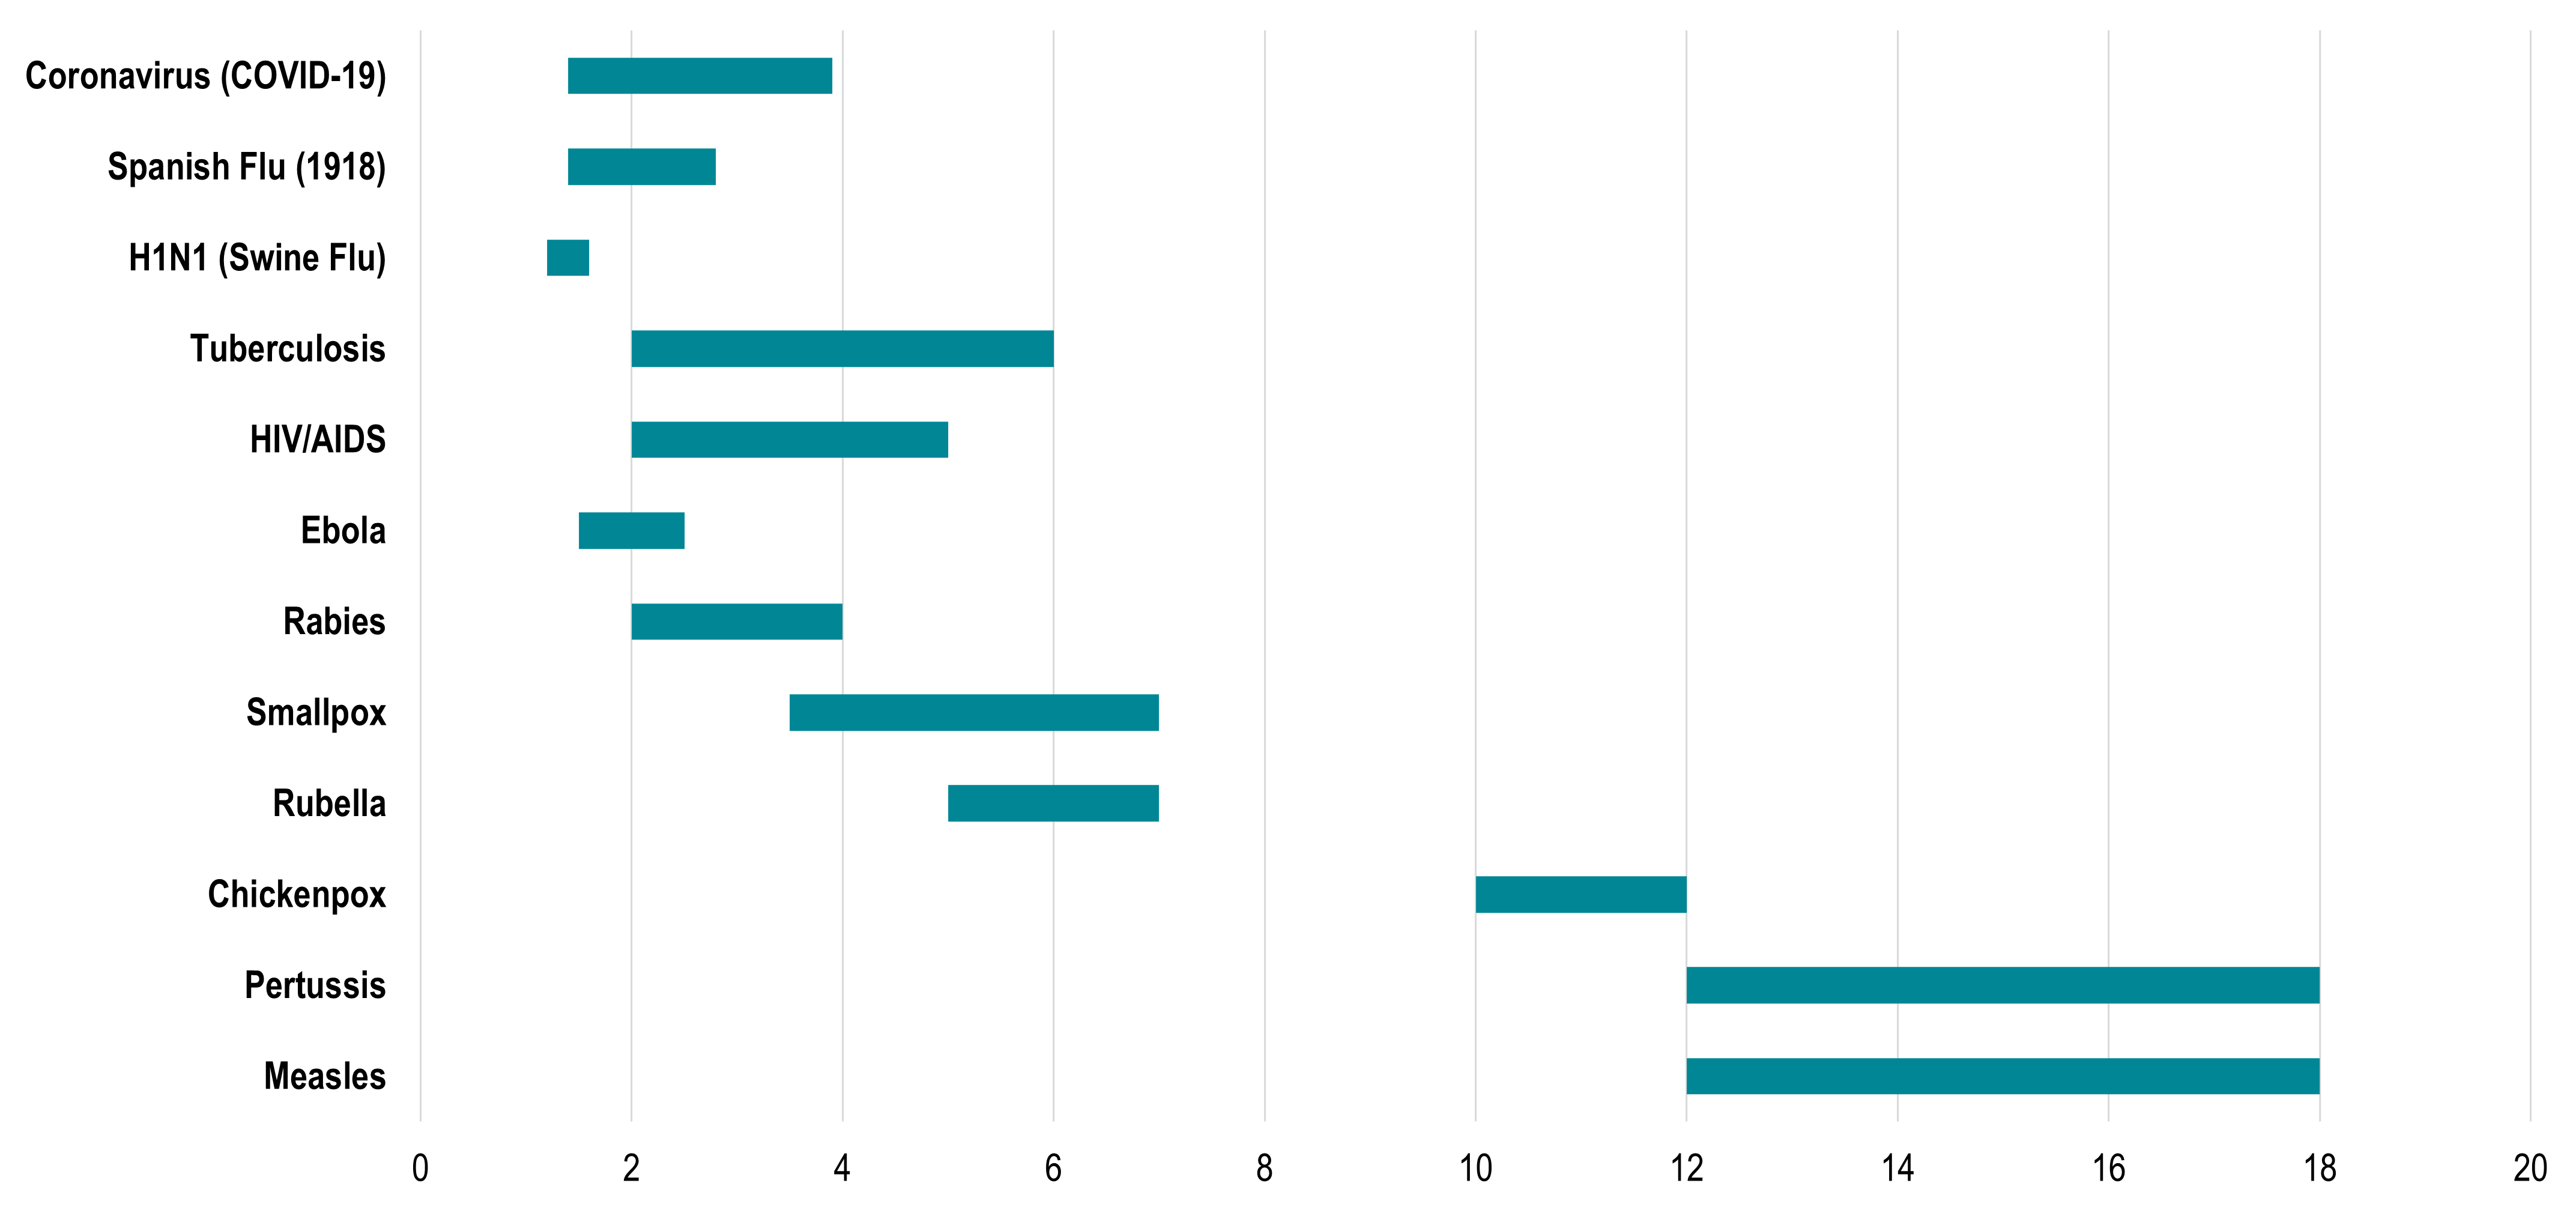 Coronavirus (COVID-19)
Spanish Flu (1918)
H1N1 (Swine Flu)
Tuberculosis
HIV/AIDS
Ebola
Rabies
Smallpox
Rubella
Chickenpox
Pertussis
Measles
0 2 4 6 8 10 12 14 16 18 20